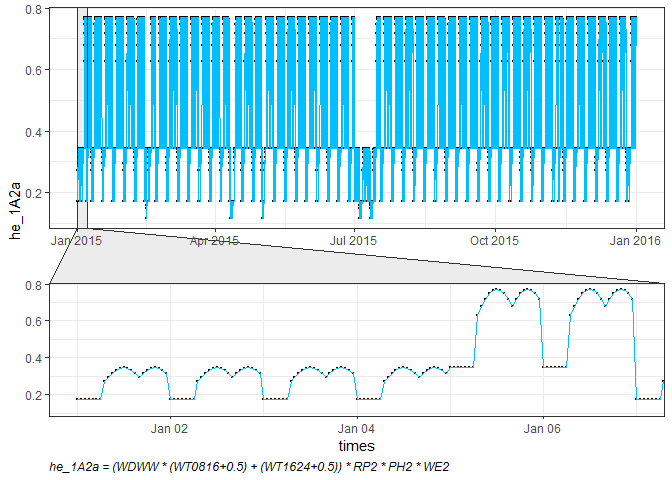 he_1A2a
0.8
0.6
0.4
0.2
Jan 2015
Apr 2015
Jul 2015
Oct 2015
Jan 2016
0.8
0.6
0.4
0.2
Jan 02
Jan 04
Jan 06
times
he_1A2a = (WDWW * (WT0816+0.5) + (WT1624+0.5)) * RP2 * PH2 * WE2